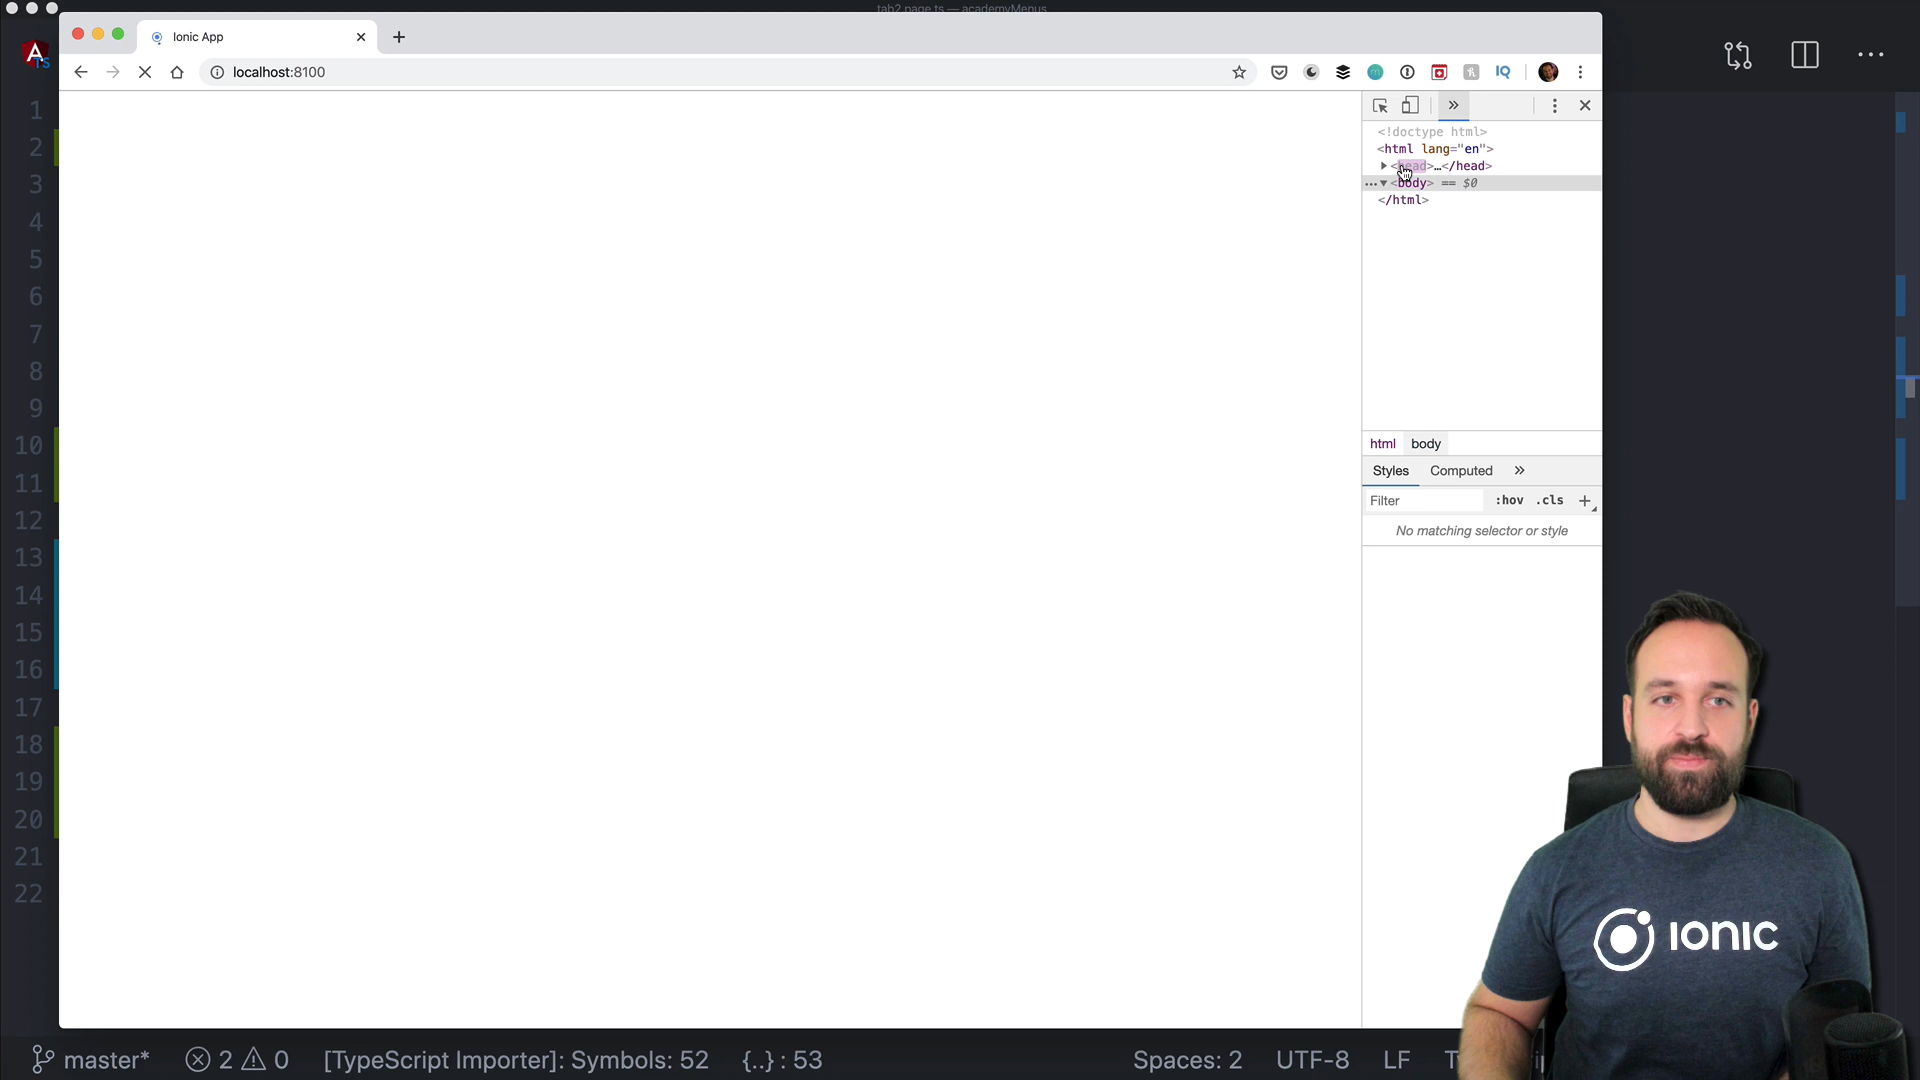 tab2.page.ts — academyMenus
Ionic App
localhost:8100
IQ
TS
<!doctype html>
<html lang="en">
<head>…</head>
<body> == $0
</html>
html body
Styles Computed
Filter :hov .cls
No matching selector or style
1
2
3
4
5
6
7
8
9
10
11
12
13
14
15
16
17
18
19
20
21
22
IONIC
master* 2 0 [TypeScript Importer]: Symbols: 52 {..} : 53 Spaces: 2 UTF-8 LF